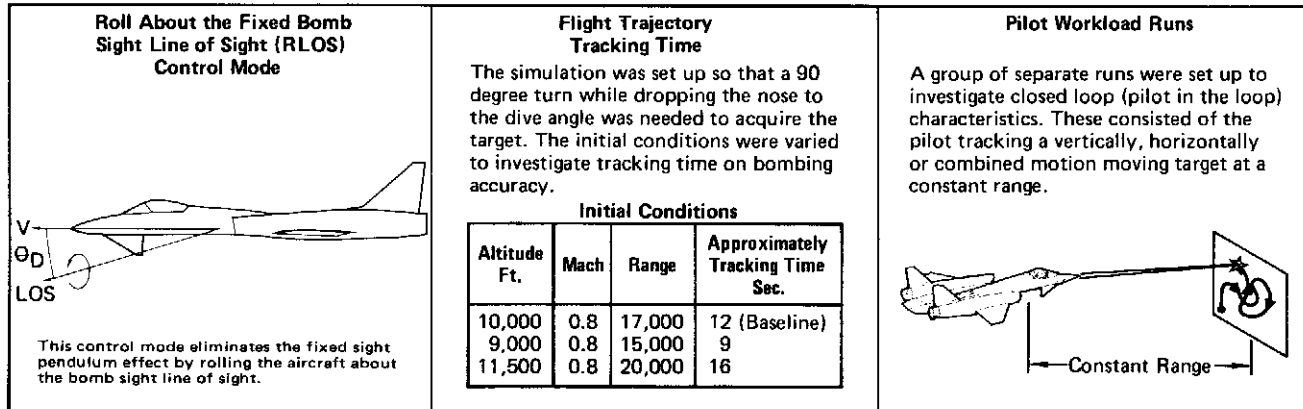 Roll About the Fixed Bomb
Sight Line of Sight (RLOS)
Control Mode
V
ΘD
LOS
This control mode eliminates the fixed sight
pendulum effect by rolling the aircraft about
the bomb sight line of sight.
Flight Trajectory
Tracking Time
The simulation was set up so that a 90
degree turn while dropping the nose to
the dive angle was needed to acquire the
target. The initial conditions were varied
to investigate tracking time on bombing
accuracy.
Initial Conditions
Altitude Ft. Mach Range Approximately Tracking Time Sec.
10,000 0.8 17,000 12 (Baseline)
9,000 0.8 15,000 9
11,500 0.8 20,000 16
Pilot Workload Runs
A group of separate runs were set up to
investigate closed loop (pilot in the loop)
characteristics. These consisted of the
pilot tracking a vertically, horizontally
or combined motion moving target at a
constant range.
Constant Range